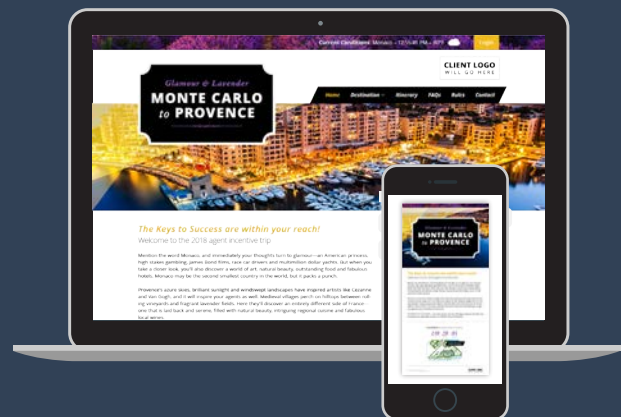 Current Conditions: Monaco - 12:55:49 PM -
Login
CLIENT LOGO
WILL GO HERE
Glamour & Lavender
MONTE CARLO
to PROVENCE
Home Destination Itinerary FAQs Rules Contact
The Keys to Success are within your reach!
Welcome to the 2018 agent incentive trip
Mention the word Monaco, and immediately your thoughts turn to glamour—an American princess,
high stakes gambling, James Bond films, race car drivers and multimillion dollar yachts. But when you
take a closer look, you'll also discover a world of art, natural beauty, outstanding food and fabulous
hotels. Monaco may be the second smallest country in the world, but it packs a punch.
Provence's azure skies, brilliant sunlight and windswept landscapes have inspired artists like Cezanne
and Van Gogh, and it will inspire your agents as well. Medieval villages perch on hilltops between roll-
ing vineyards and fragrant lavender fields. Here they'll discover an entirely different side of France -
one that is laid back and serene, filled with natural beauty, intriguing regional cuisine and fabulous
local wines.
MONTE CARLO
to PROVENCE